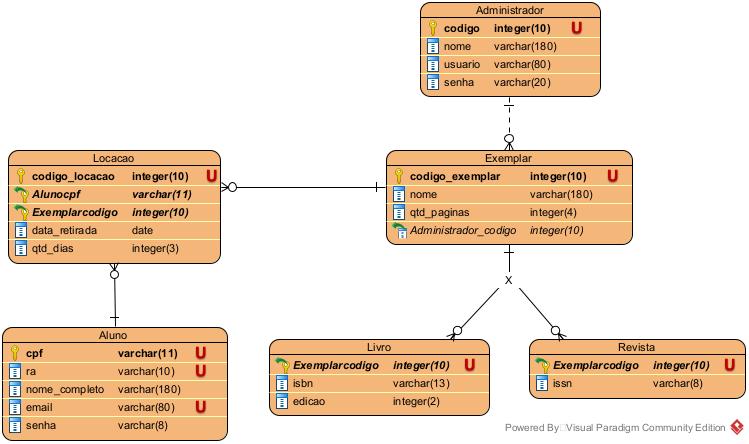 Administrador
codigo integer(10) U
nome varchar(180)
usuario varchar(80)
senha varchar(20)
Locacao
codigo_locacao integer(10) U
Alunocpf varchar(11)
Exemplarcodigo integer(10)
data_retirada date
qtd_dias integer(3)
Exemplar
codigo_exemplar integer(10) U
nome varchar(180)
qtd_paginas integer(4)
Administrador_codigo integer(10)
X
Aluno
cpf varchar(11) U
ra varchar(10) U
nome_completo varchar(180)
email varchar(80) U
senha varchar(8)
Livro
Exemplarcodigo integer(10) U
isbn varchar(13)
edicao integer(2)
Revista
Exemplarcodigo integer(10) U
issn varchar(8)
Powered By Visual Paradigm Community Edition